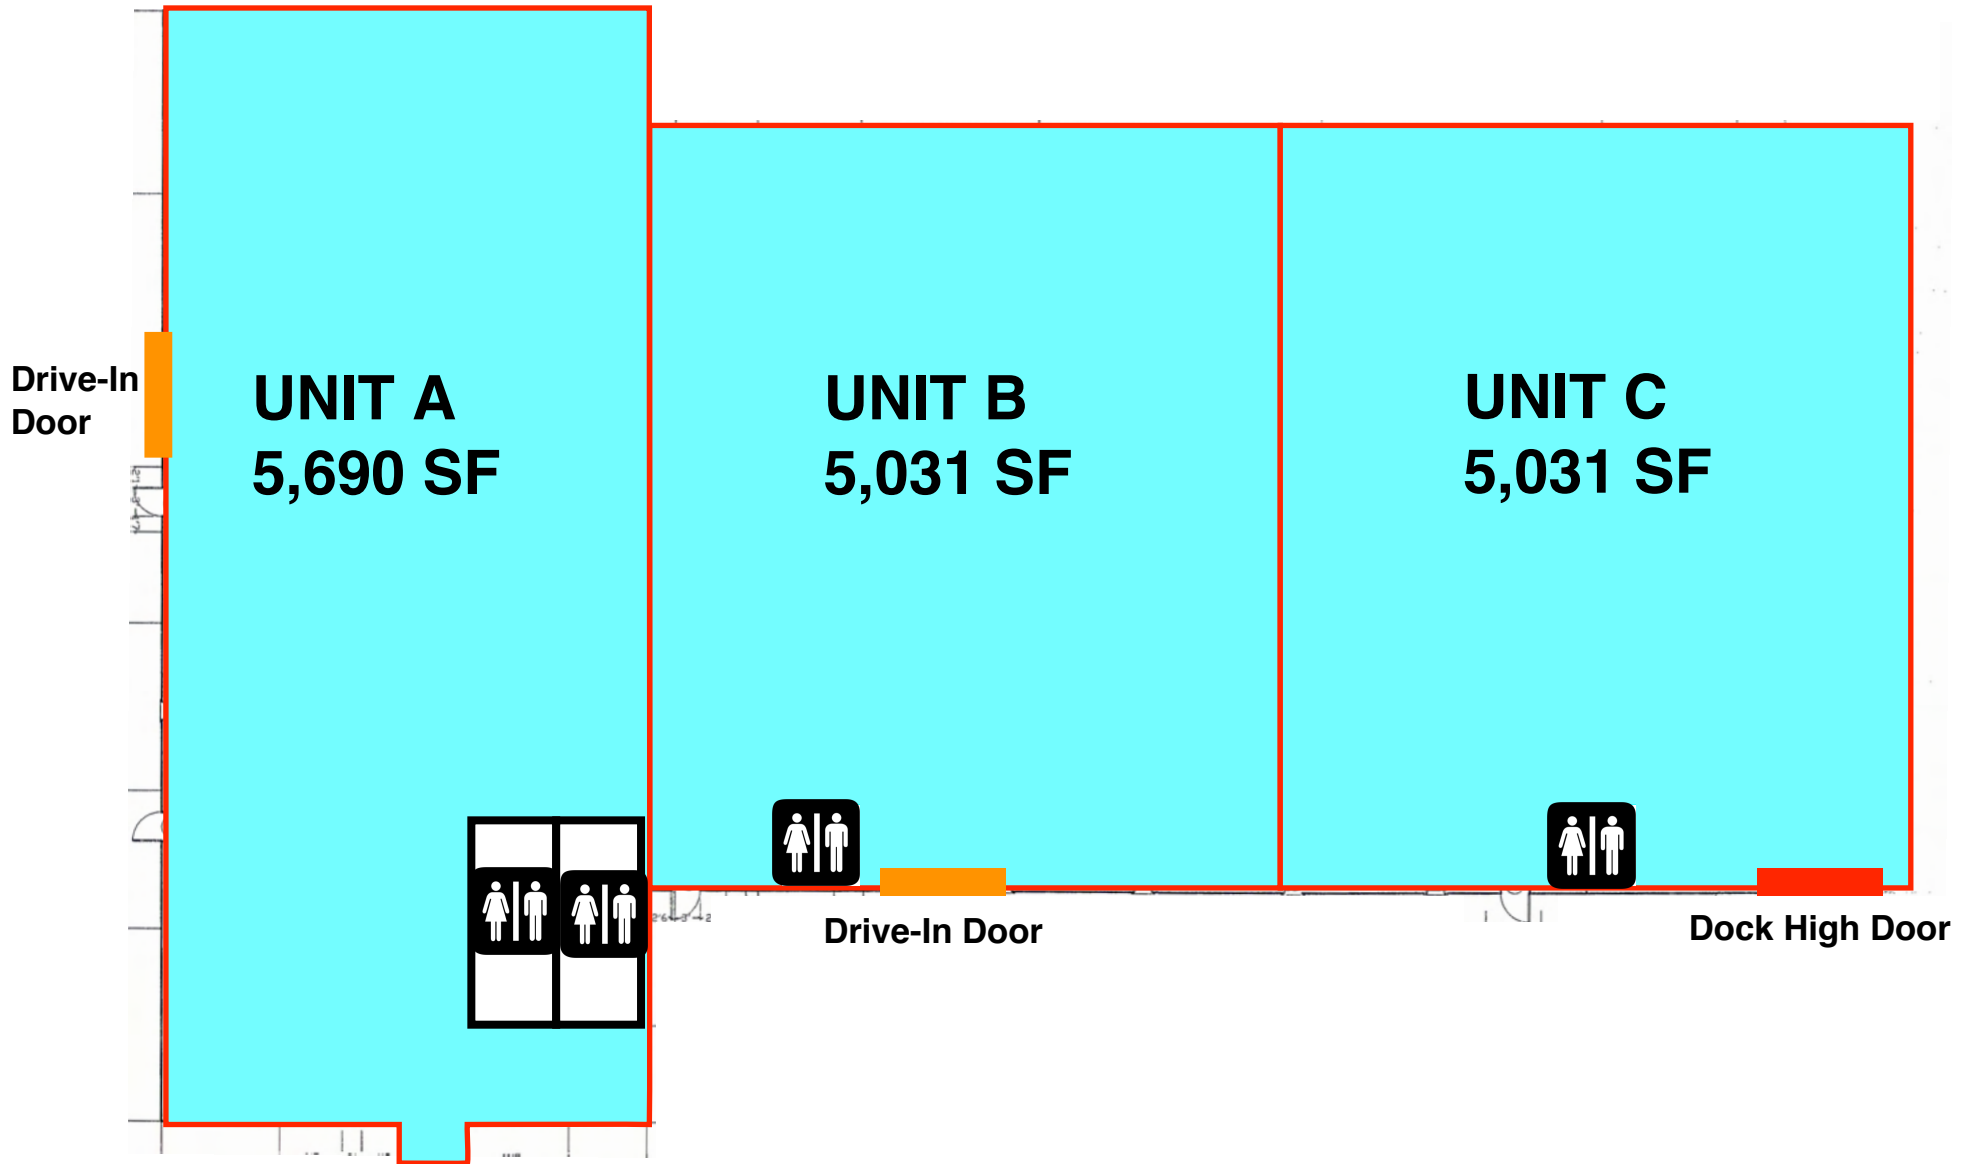 UNIT A
5,690 SF
UNIT B
5,031 SF
UNIT C
5,031 SF
Drive-In
Door
Drive-In Door
Dock High Door